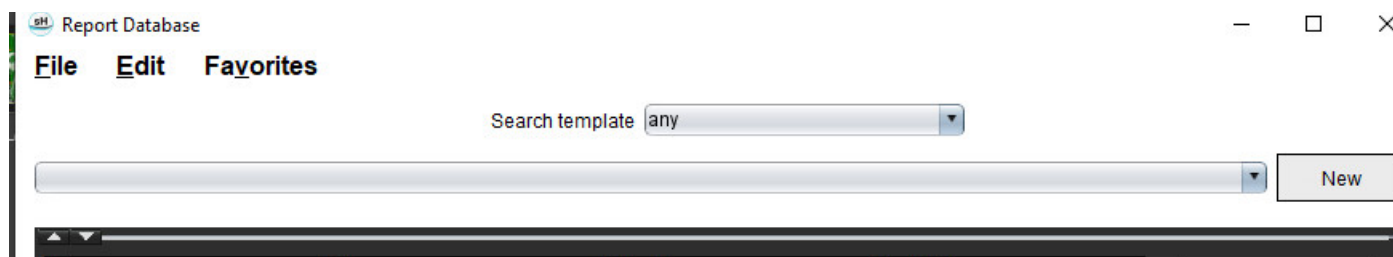 sH Report Database
File Edit Favorites
Search template any
New